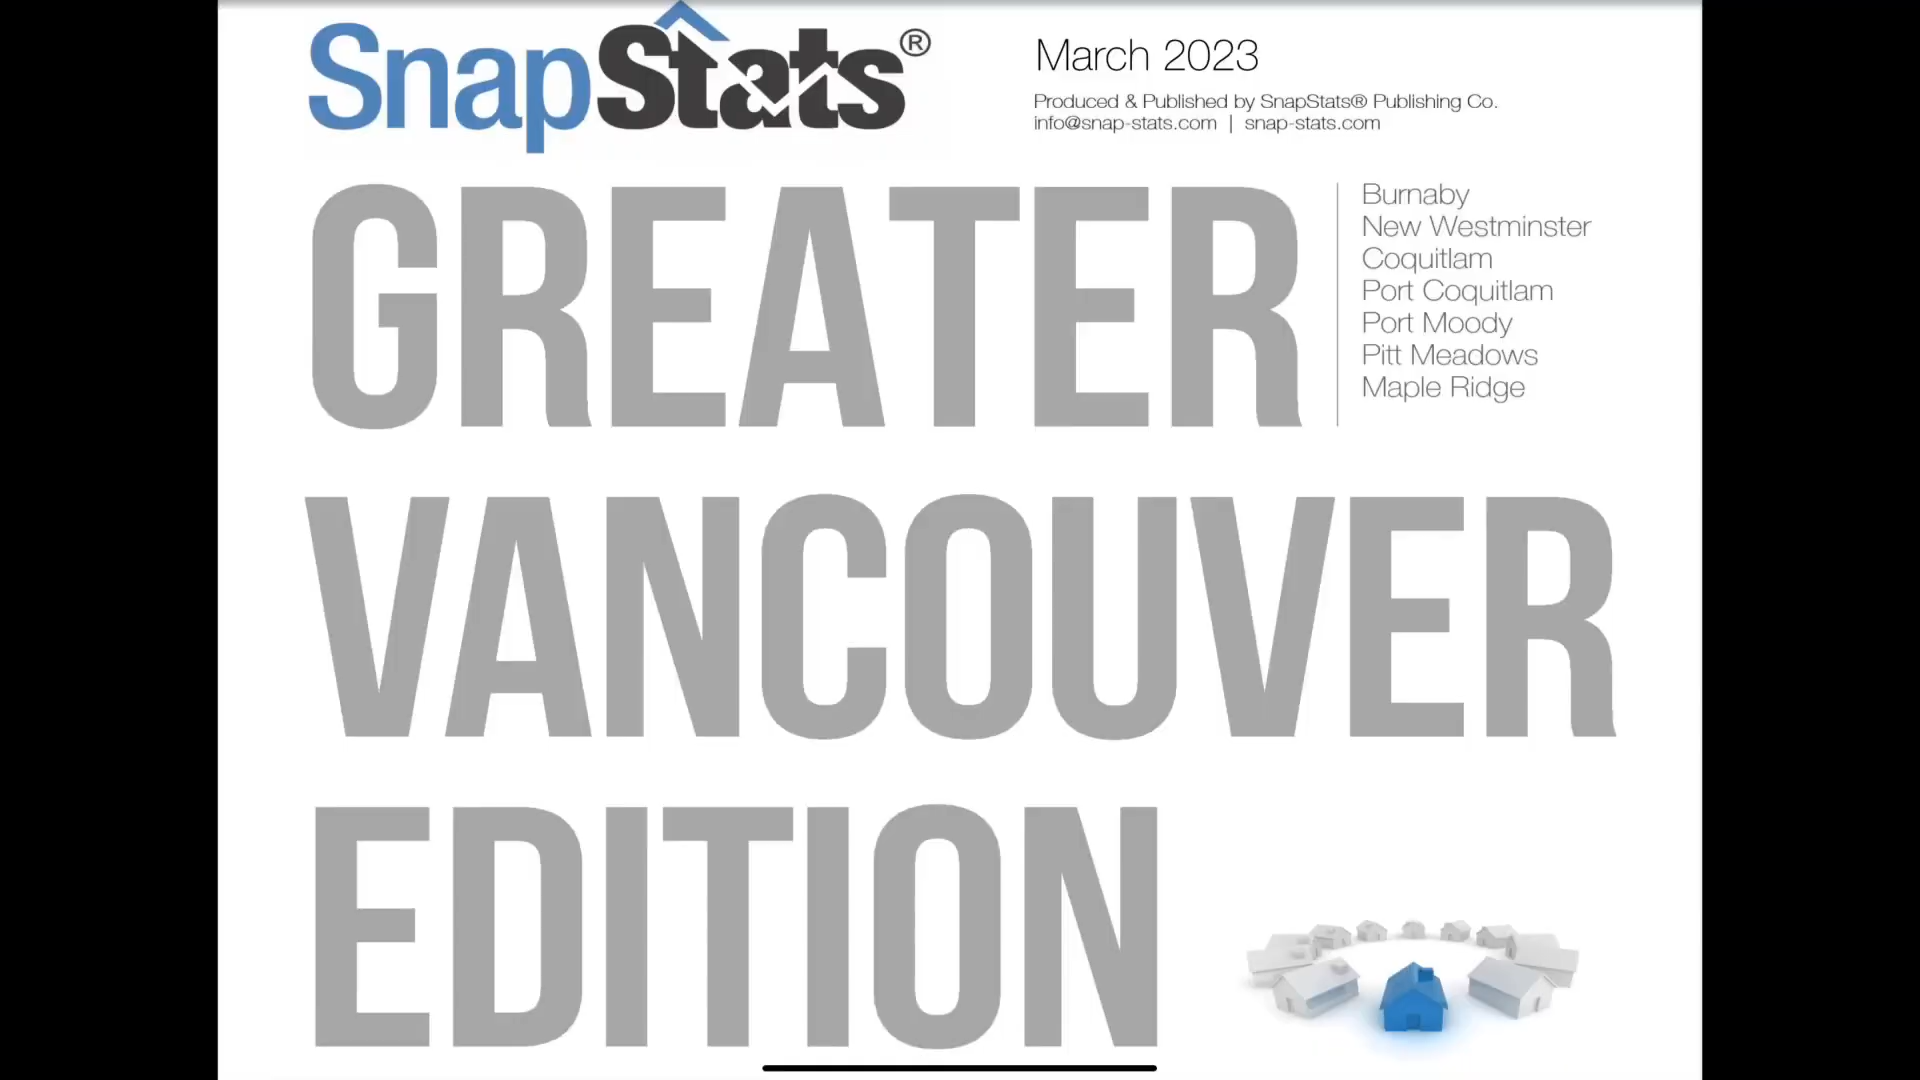 SnapStats®
March 2023
Produced & Published by SnapStats® Publishing Co.
info@snap-stats.com | snap-stats.com
GREATER
Burnaby
New Westminster
Coquitlam
Port Coquitlam
Port Moody
Pitt Meadows
Maple Ridge
VANCOUVER
EDITION